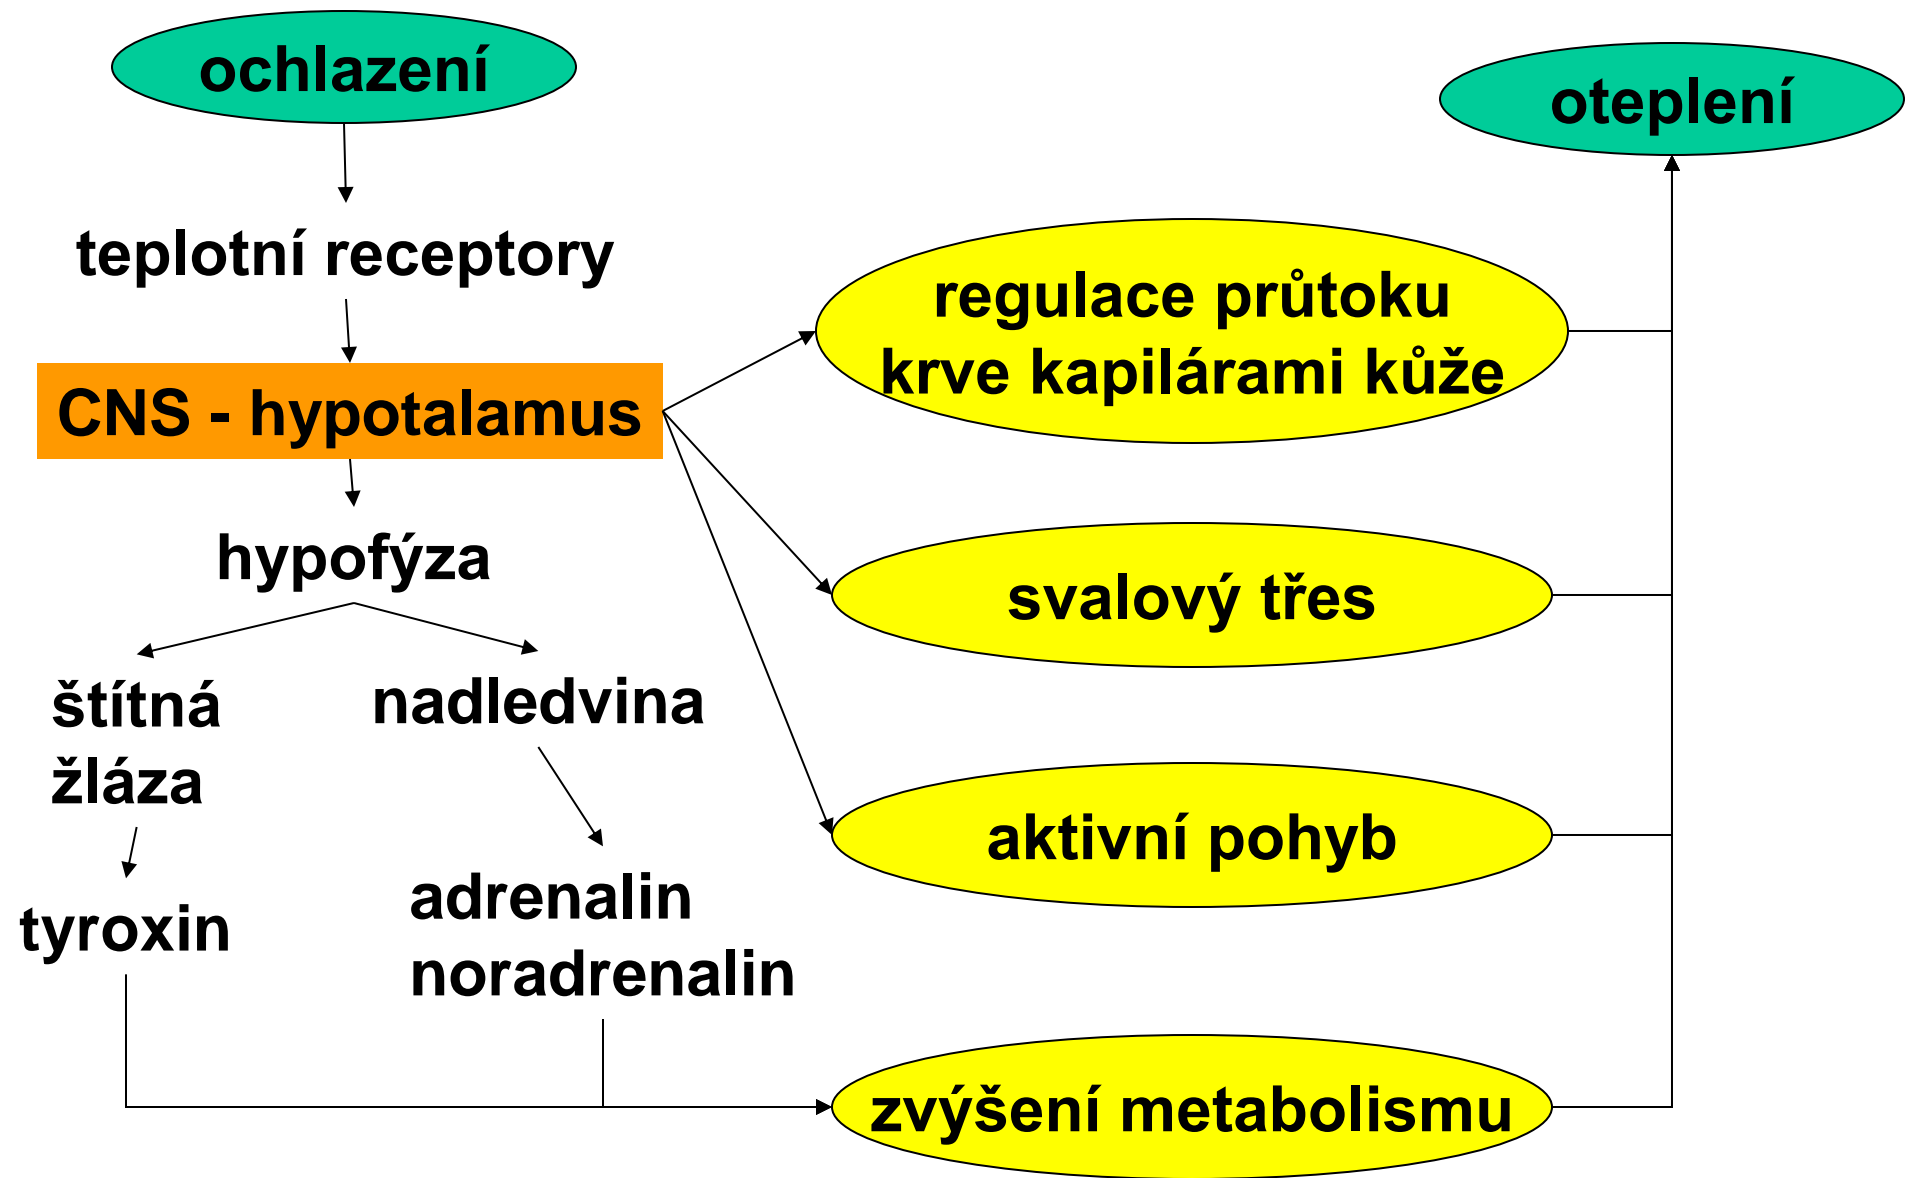 ochlazení
oteplení
teplotní receptory
regulace průtoku
krve kapilárami kůže
CNS - hypotalamus
hypofýza
svalový třes
štítná
žláza
nadledvina
aktivní pohyb
tyroxin
adrenalin
noradrenalin
zvýšení metabolismu